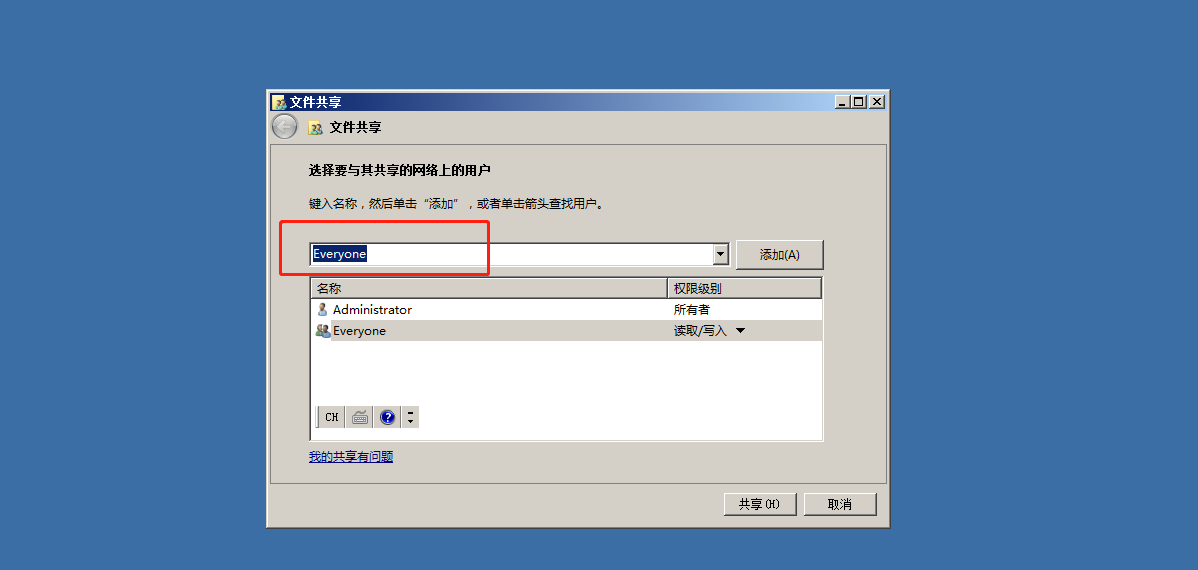 文件共享
文件共享
选择要与其共享的网络上的用户
键入名称，然后单击“添加”，或者单击箭头查找用户。
Everyone 添加(A)
名称 权限级别
Administrator 所有者
Everyone 读取/写入
CH
我的共享有问题
共享(H) 取消